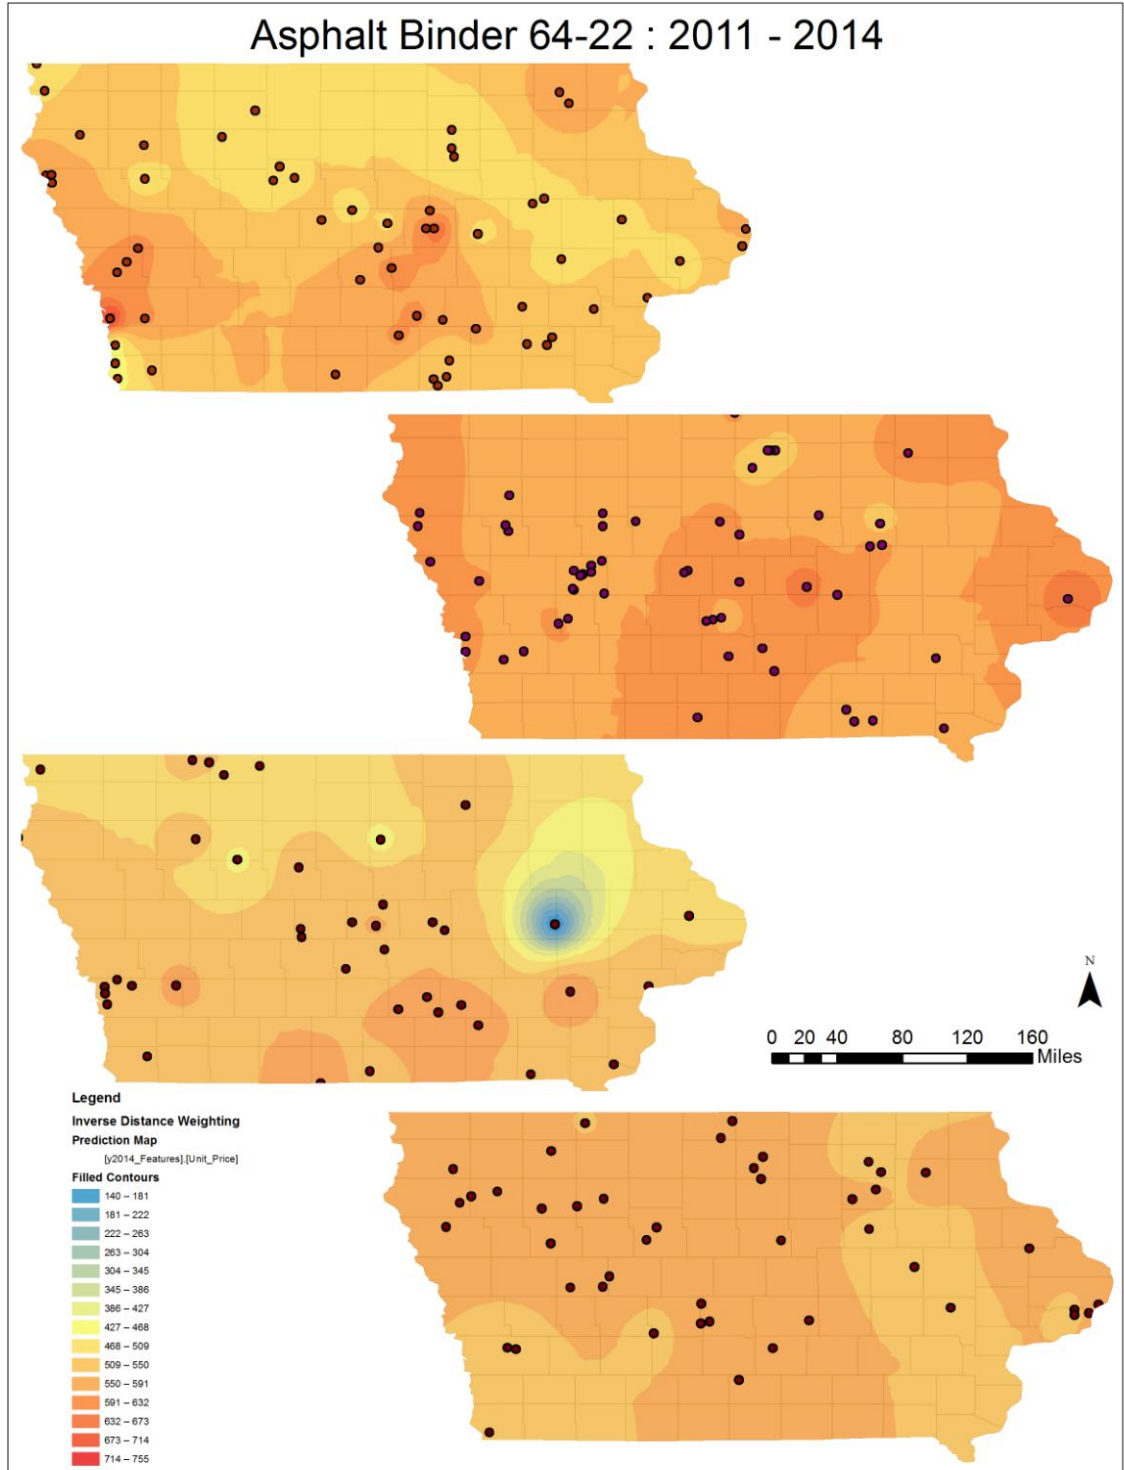 Asphalt Binder 64-22 : 2011 - 2014
N
0 20 40 80 120 160
Miles
Legend
Inverse Distance Weighting
Prediction Map
[y2014_Features].[Unit_Price]
Filled Contours
140 – 181
181 – 222
222 – 263
263 – 304
304 – 345
345 – 386
386 – 427
427 – 468
468 – 509
509 – 550
550 – 591
591 – 632
632 – 673
673 – 714
714 – 755